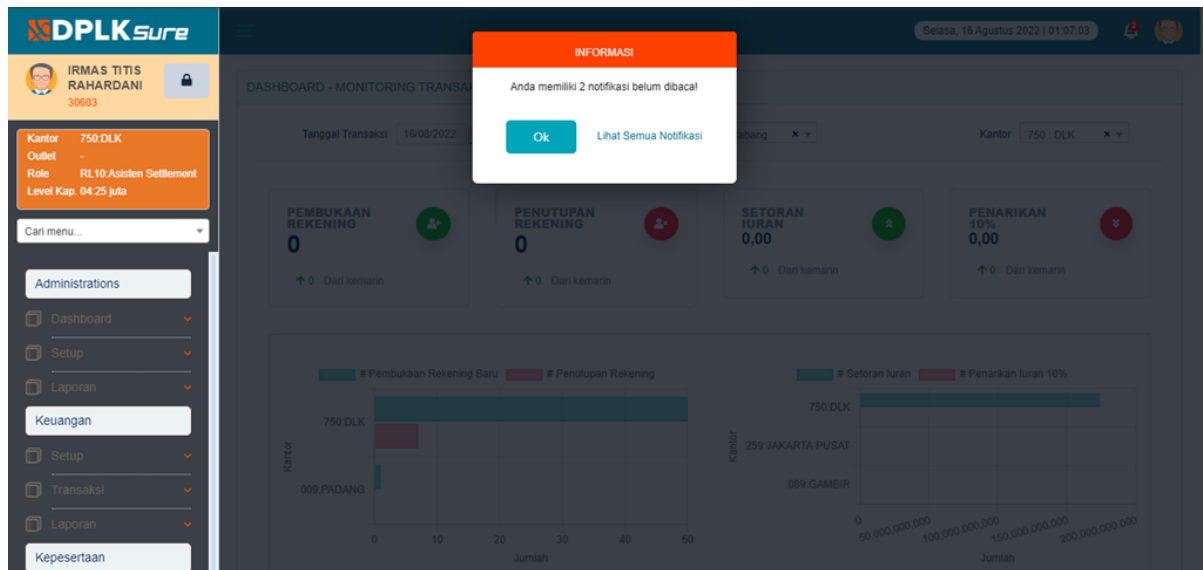 DPLK Sure
IRMAS TITIS
RAHARDANI
30603
Kantor 750:DLK
Outlet -
Role RL10:Asisten Settlement
Level Kap. 04:25 juta
Cari menu...
Administrations
Dashboard
Setup
Laporan
Keuangan
Setup
Transaksi
Laporan
Kepesertaan
Selasa, 16 Agustus 2022 | 01:07:03
2
INFORMASI
Anda memiliki 2 notifikasi belum dibaca!
Ok Lihat Semua Notifikasi
DASHBOARD - MONITORING
Tanggal Transaksi 16/08/2022
Kantor 750 : DLK
PEMBUKAAN
REKENING
0
0 Dari kemarin
PENUTUPAN
REKENING
0
0 Dari kemarin
SETORAN
IURAN
0,00
0 Dari kemarin
PENARIKAN
10%
0,00
0 Dari kemarin
# Pembukaan Rekening Baru # Penutupan Rekening
Kantor
750:DLK
009:PADANG
0 10 20 30 40 50
Jumlah
# Setoran Iuran # Penarikan Iuran 10%
Kantor
750:DLK
259:JAKARTA PUSAT
089:GAMBIR
0 50,000,000,000 100,000,000,000 150,000,000,000 200,000,000,000
Jumlah